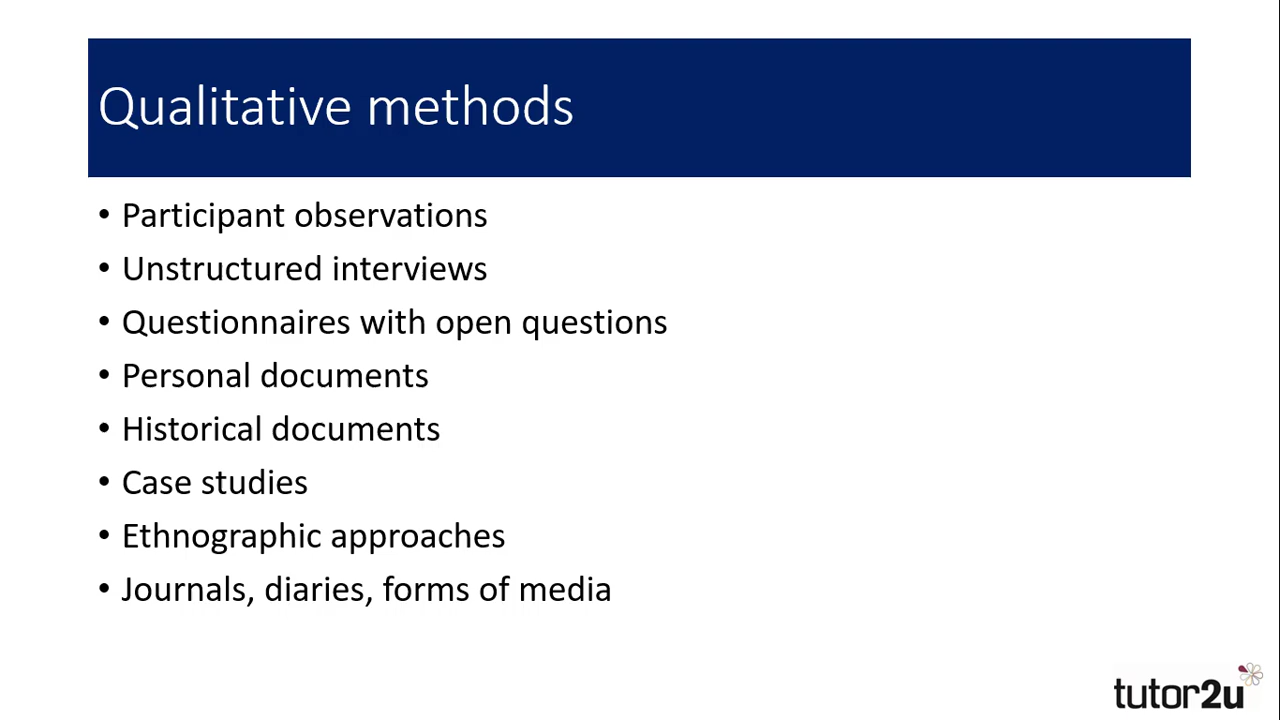 Qualitative methods
• Participant observations
• Unstructured interviews
• Questionnaires with open questions
• Personal documents
• Historical documents
• Case studies
• Ethnographic approaches
• Journals, diaries, forms of media
tutor2u